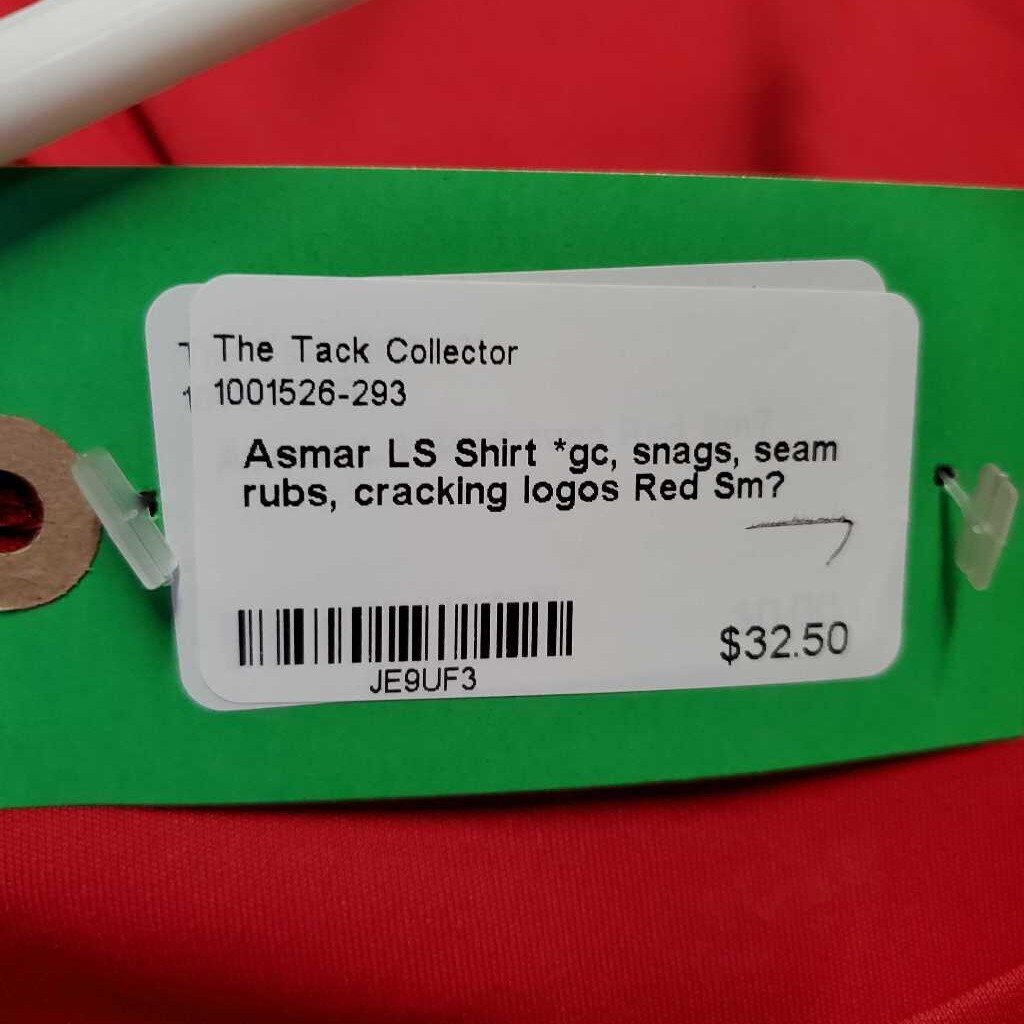 The Tack Collector
1001526-293
Asmar LS Shirt *gc, snags, seam
rubs, cracking logos Red Sm?
JE9UF3
$32.50